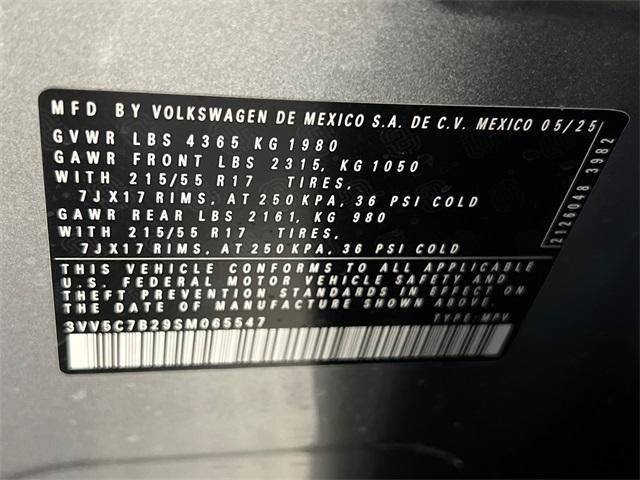 MFD BY VOLKSWAGEN DE MEXICO S.A. DE C.V. MEXICO 05/25
GVWR LBS 4365 KG 1980
GAWR FRONT LBS 2315, KG 1050
WITH 215/55 R17 TIRES,
7JX17 RIMS, AT 250 KPA, 36 PSI COLD
GAWR REAR LBS 2161, KG 980
WITH 215/55 R17 TIRES,
7JX17 RIMS, AT 250 KPA, 36 PSI COLD
2126048 3982
THIS VEHICLE CONFORMS TO ALL APPLICABLE
U.S. FEDERAL MOTOR VEHICLE SAFETY AND
THEFT PREVENTION STANDARDS IN EFFECT ON
THE DATE OF MANUFACTURE SHOWN ABOVE.
3VV5C7B29SM065547 TYPE: MPV